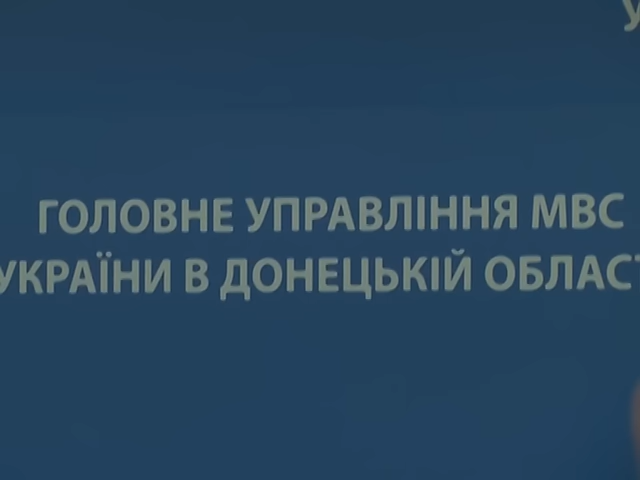 У
ГОЛОВНЕ УПРАВЛІННЯ МВС
УКРАЇНИ В ДОНЕЦЬКІЙ ОБЛАСТ